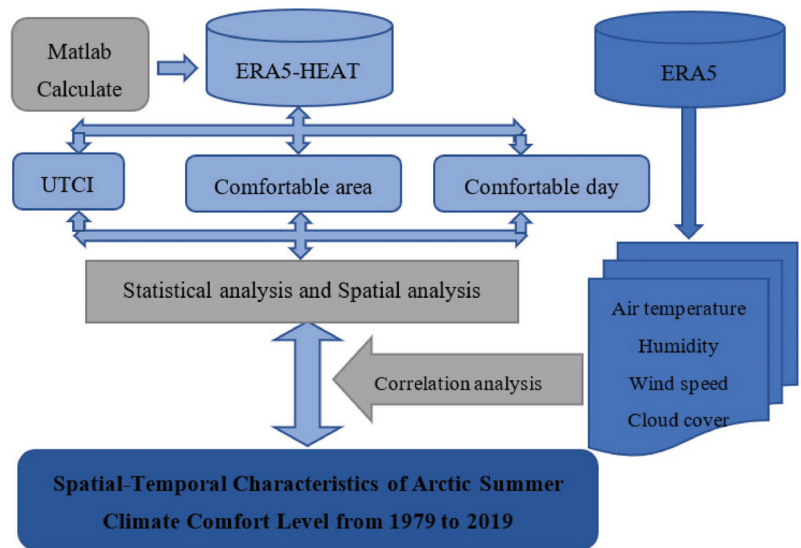 Matlab
Calculate
ERA5-HEAT
ERA5
UTCI
Comfortable area
Comfortable day
Statistical analysis and Spatial analysis
Air temperature
Humidity
Wind speed
Cloud cover
Correlation analysis
Spatial-Temporal Characteristics of Arctic Summer
Climate Comfort Level from 1979 to 2019